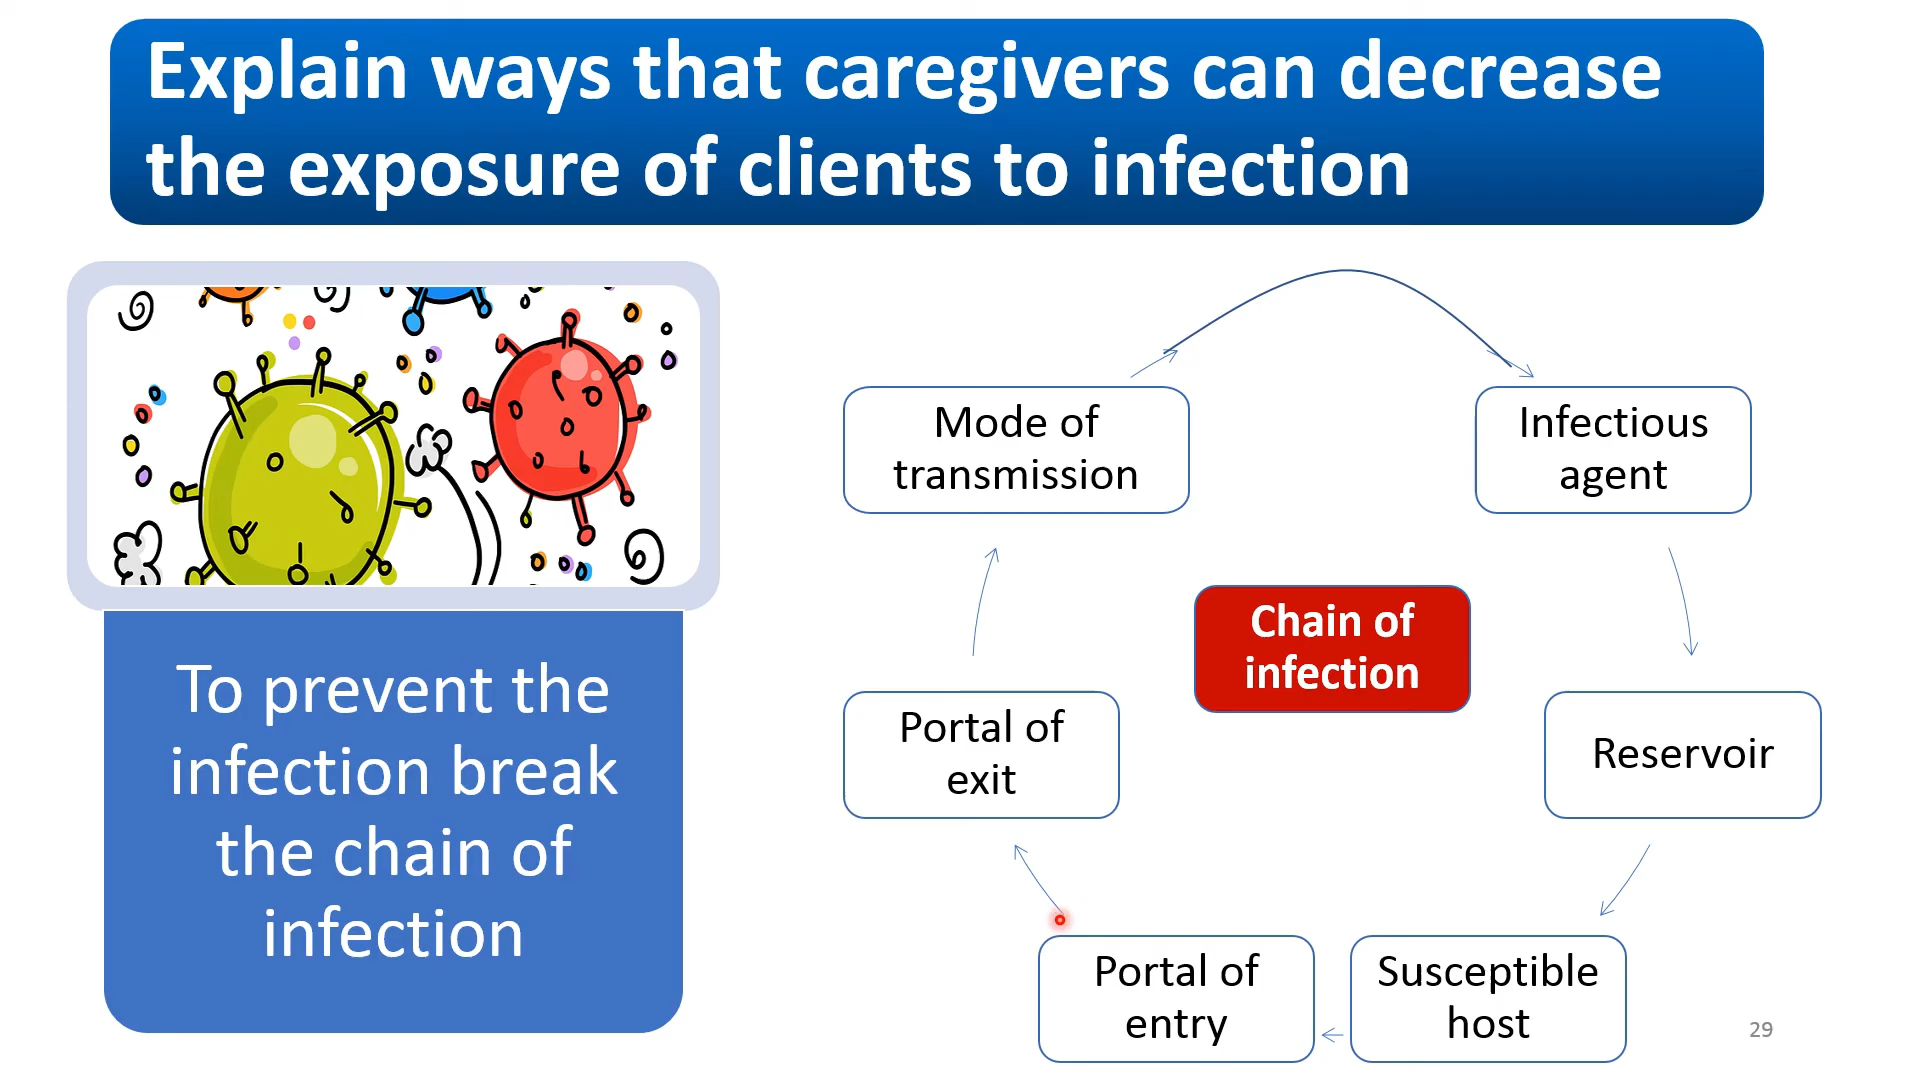 Explain ways that caregivers can decrease
the exposure of clients to infection
To prevent the
infection break
the chain of
infection
Mode of
transmission
Infectious
agent
Chain of
infection
Portal of
exit
Reservoir
Portal of
entry
Susceptible
host
29